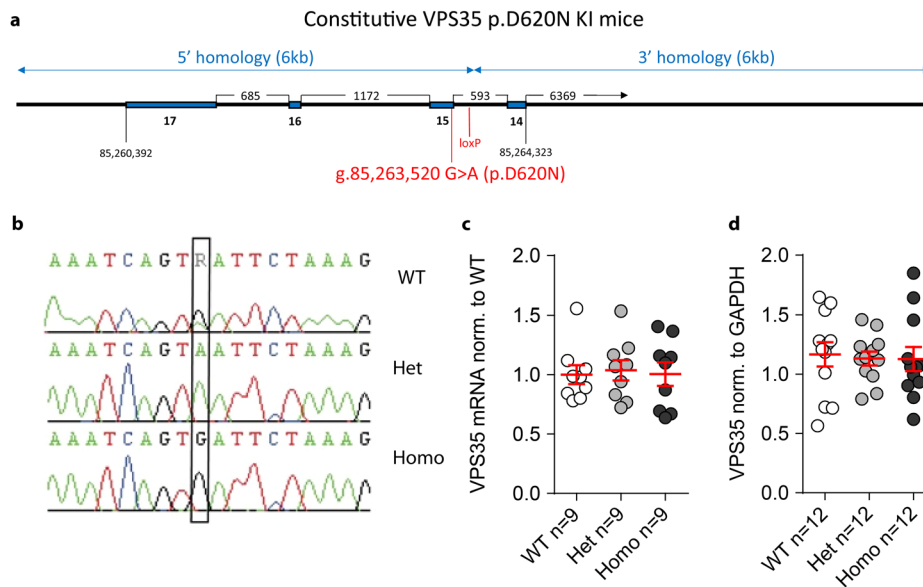 a
Constitutive VPS35 p.D620N KI mice
5’ homology (6kb)
3’ homology (6kb)
685
1172
593
6369
17
16
15
14
loxP
85,260,392
85,264,323
g.85,263,520 G>A (p.D620N)
b
A A A T C A G T R A T T C T A A A G
WT
A A A T C A G T A A T T C T A A A G
Het
A A A T C A G T G A T T C T A A A G
Homo
c
VPS35 mRNA norm. to WT
2.0
1.5
1.0
0.5
0.0
WT n=9
Het n=9
Homo n=9
d
VPS35 norm. to GAPDH
2.0
1.5
1.0
0.5
0.0
WT n=12
Het n=12
Homo n=12